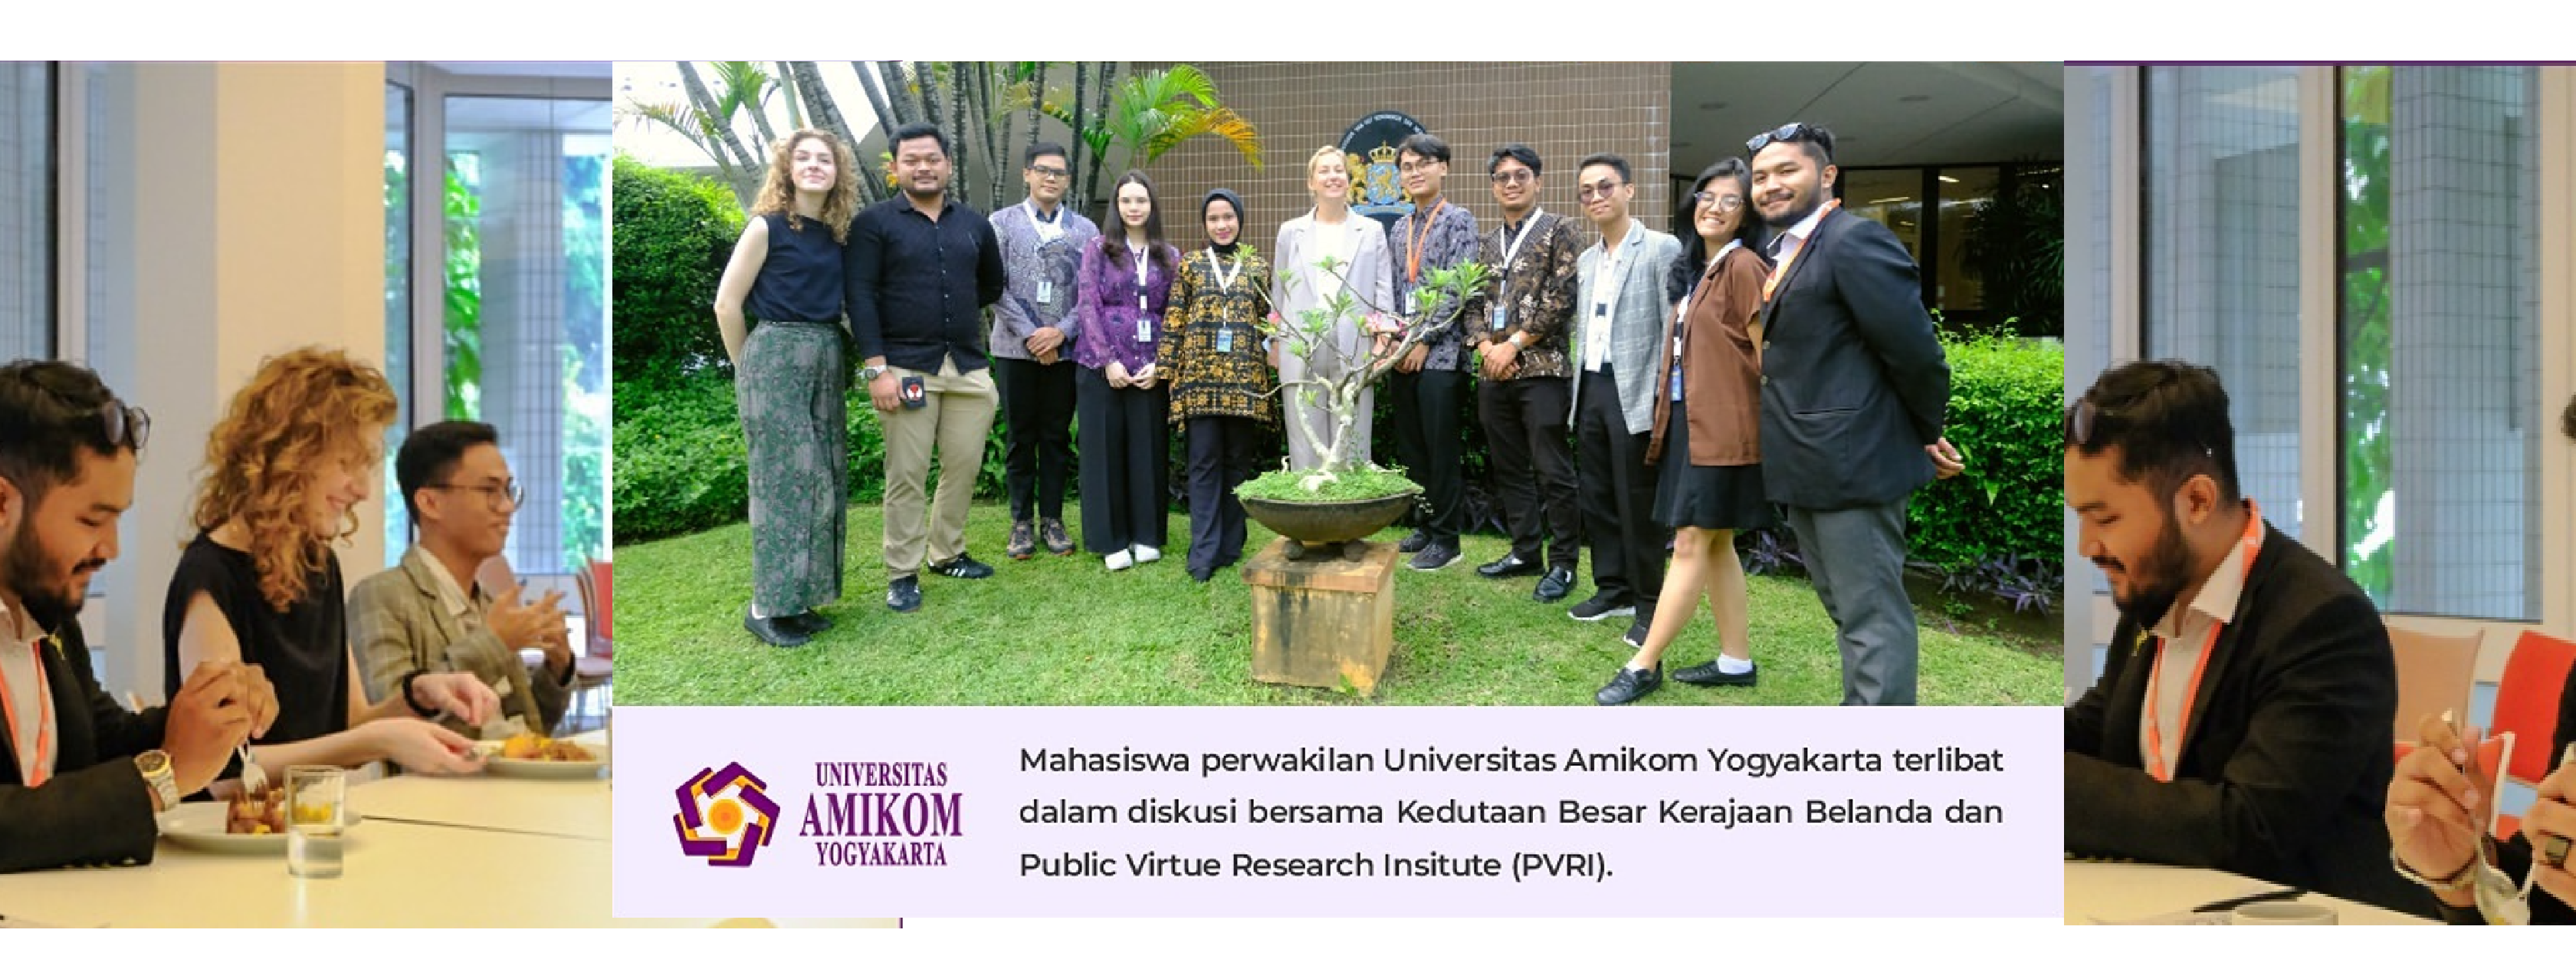 UNIVERSITAS
AMIKOM
YOGYAKARTA
Mahasiswa perwakilan Universitas Amikom Yogyakarta terlibat
dalam diskusi bersama Kedutaan Besar Kerajaan Belanda dan
Public Virtue Research Insitute (PVRI).